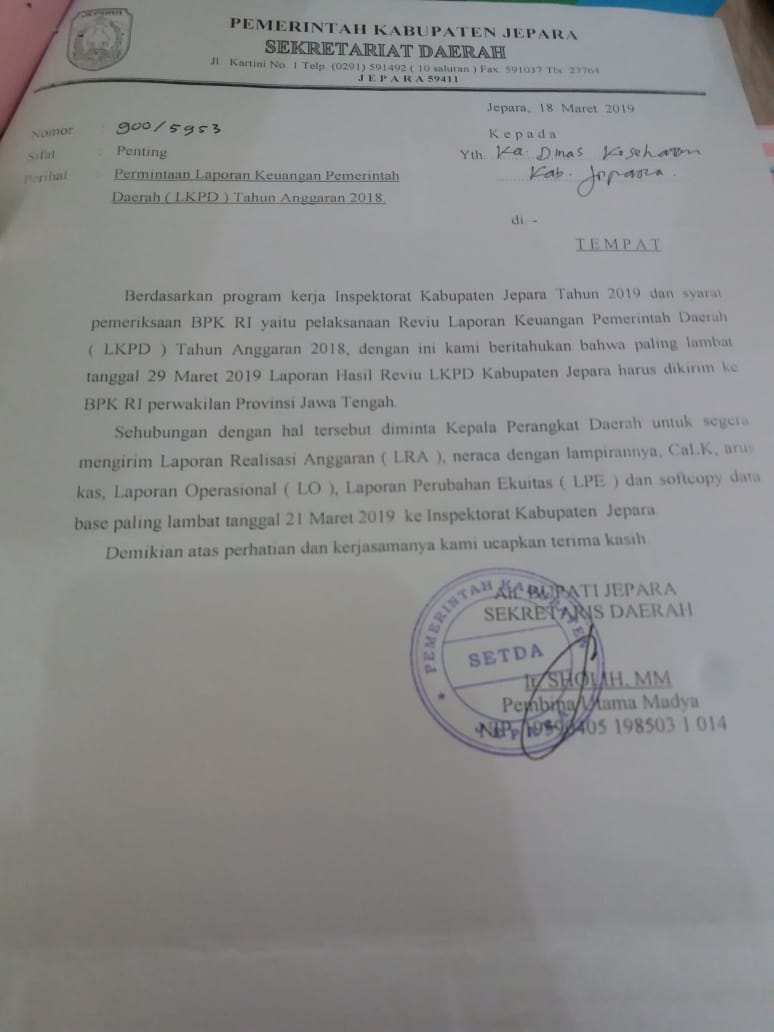 PEMERINTAH KABUPATEN JEPARA
SEKRETARIAT DAERAH
Jl. Kartini No. 1 Telp. (0291) 591492 ( 10 saluran ) Fax. 591037 Tlx. 27764
J E P A R A 59411
Jepara, 18 Maret 2019
Nomor : 900/5953
Kepada
Sifat : Penting
Yth. Ka. Dinas Kesehatan
Perihal : Permintaan Laporan Keuangan Pemerintah
Kab. Jepara.
Daerah ( LKPD ) Tahun Anggaran 2018.
di -
TEMPAT
Berdasarkan program kerja Inspektorat Kabupaten Jepara Tahun 2019 dan syarat
pemeriksaan BPK RI yaitu pelaksanaan Reviu Laporan Keuangan Pemerintah Daerah
( LKPD ) Tahun Anggaran 2018, dengan ini kami beritahukan bahwa paling lambat
tanggal 29 Maret 2019 Laporan Hasil Reviu LKPD Kabupaten Jepara harus dikirim ke
BPK RI perwakilan Provinsi Jawa Tengah.
Sehubungan dengan hal tersebut diminta Kepala Perangkat Daerah untuk segera
mengirim Laporan Realisasi Anggaran ( LRA ), neraca dengan lampirannya, CaLK, arus
kas, Laporan Operasional ( LO ), Laporan Perubahan Ekuitas ( LPE ) dan softcopy data
base paling lambat tanggal 21 Maret 2019 ke Inspektorat Kabupaten Jepara.
Demikian atas perhatian dan kerjasamanya kami ucapkan terima kasih.
An. BUPATI JEPARA
SEKRETARIS DAERAH
PEMERINTAH KABUPATEN
SETDA
JEPARA
Ir. SHOLIH, MM
Pembina Utama Madya
NIP. 198503 1 014